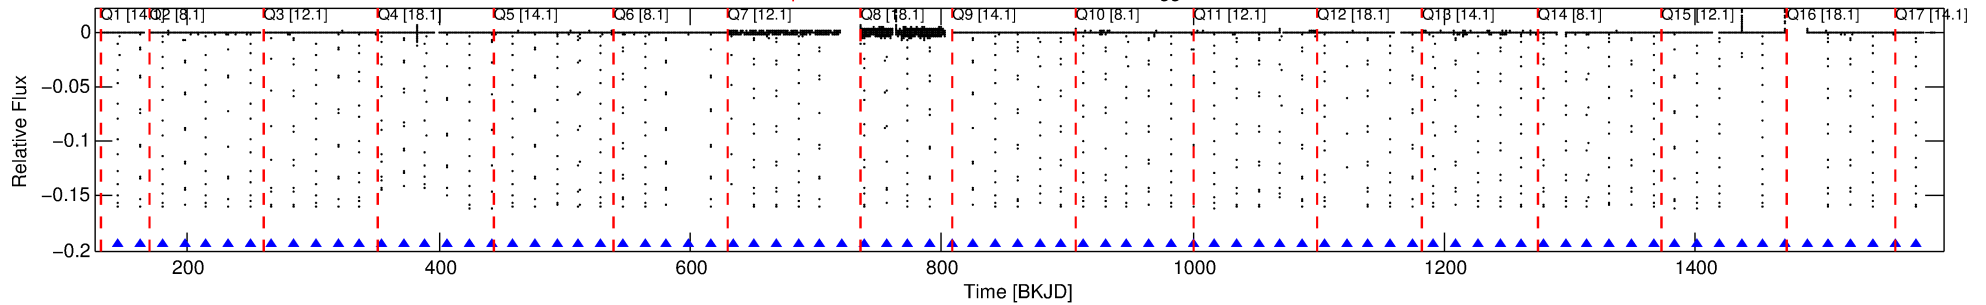 Q1 [14.1] Q2 [8.1] Q3 [12.1] Q4 [18.1] Q5 [14.1] Q6 [8.1] Q7 [12.1] Q8 [18.1] Q9 [14.1] Q10 [8.1] Q11 [12.1] Q12 [18.1] Q13 [14.1] Q14 [8.1] Q15 [12.1] Q16 [18.1] Q17 [14.1]
0
−0.05
−0.1
−0.15
−0.2
Relative Flux
200 400 600 800 1000 1200 1400
Time [BKJD]